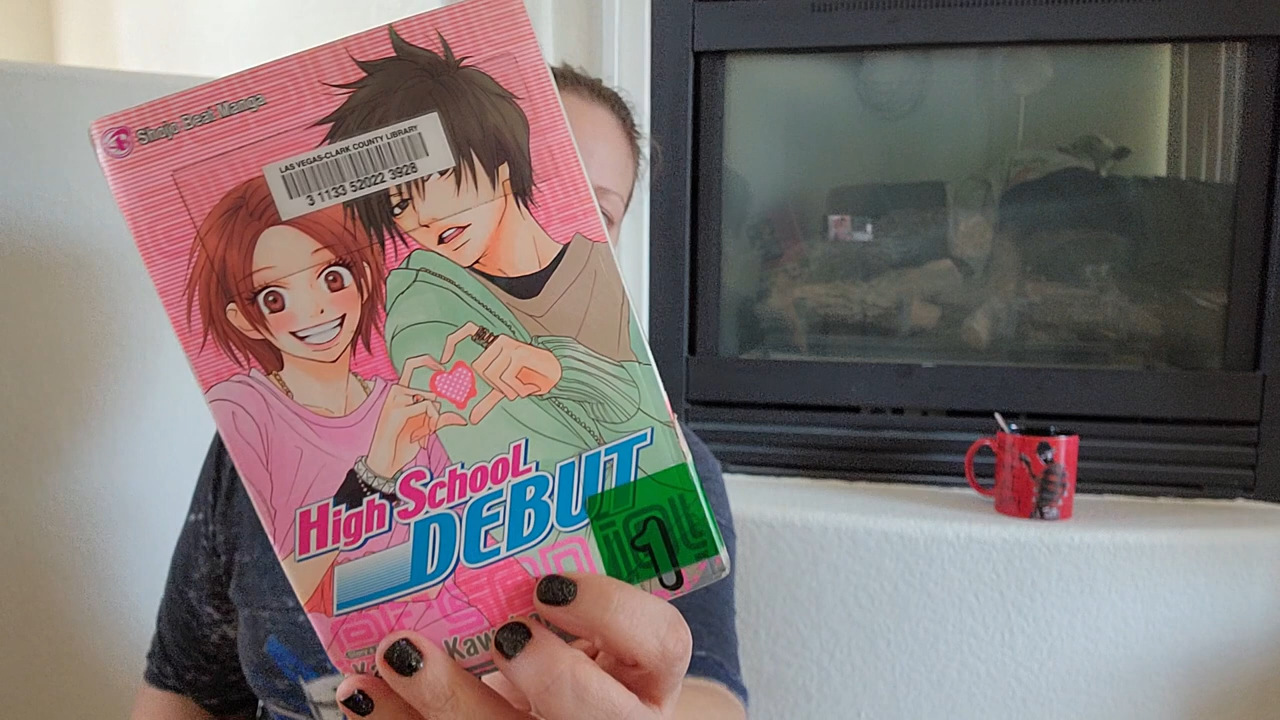 Shojo Beat Manga
LAS VEGAS-CLARK COUNTY LIBRARY
3 1133 52022 3928
High School
DEBUT
1